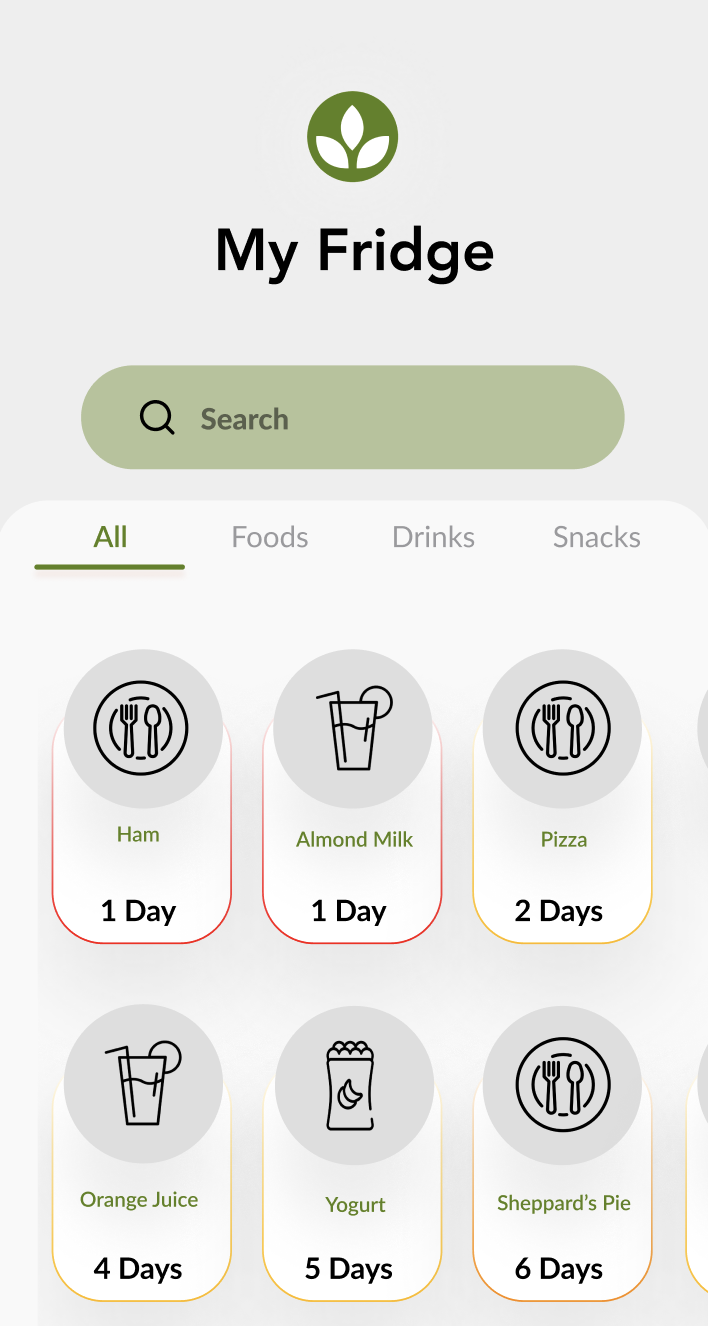 My Fridge
Search
All Foods Drinks Snacks
Ham Almond Milk Pizza
1 Day 1 Day 2 Days
Orange Juice Yogurt Sheppard’s Pie
4 Days 5 Days 6 Days